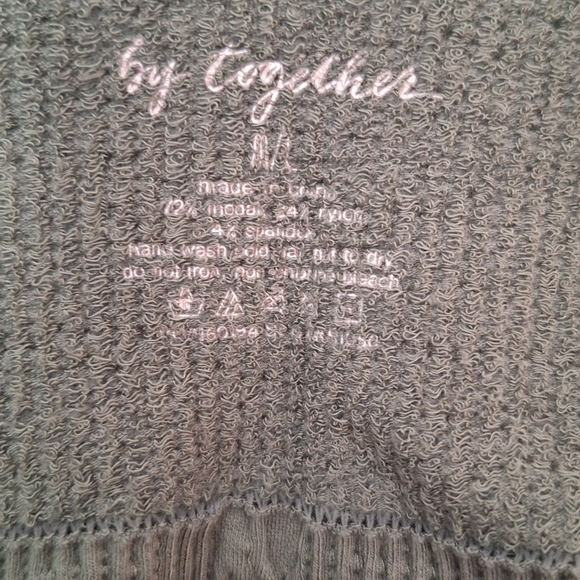 by together
M/L
made in china
72% modal 24% nylon
4% spandex
hand wash cold lay flat to dry
do not iron, non chlorine bleach